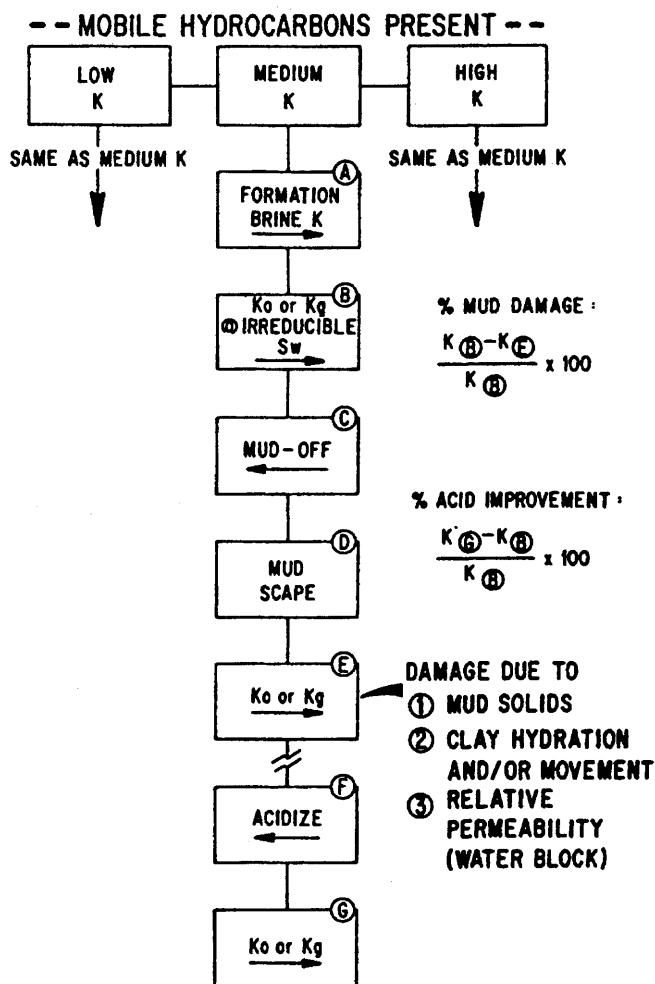 -- MOBILE HYDROCARBONS PRESENT --
LOW
K
MEDIUM
K
HIGH
K
SAME AS MEDIUM K
SAME AS MEDIUM K
Ⓐ
FORMATION
BRINE K
Ⓑ
Ko or Kg
@ IRREDUCIBLE
Sw
% MUD DAMAGE:
K Ⓑ-K Ⓔ
K Ⓑ
x 100
Ⓒ
MUD-OFF
% ACID IMPROVEMENT:
K Ⓖ-K Ⓑ
K Ⓑ
x 100
Ⓓ
MUD
SCAPE
Ⓔ
Ko or Kg
DAMAGE DUE TO
① MUD SOLIDS
② CLAY HYDRATION
AND/OR MOVEMENT
③ RELATIVE
PERMEABILITY
(WATER BLOCK)
Ⓕ
ACIDIZE
Ⓖ
Ko or Kg